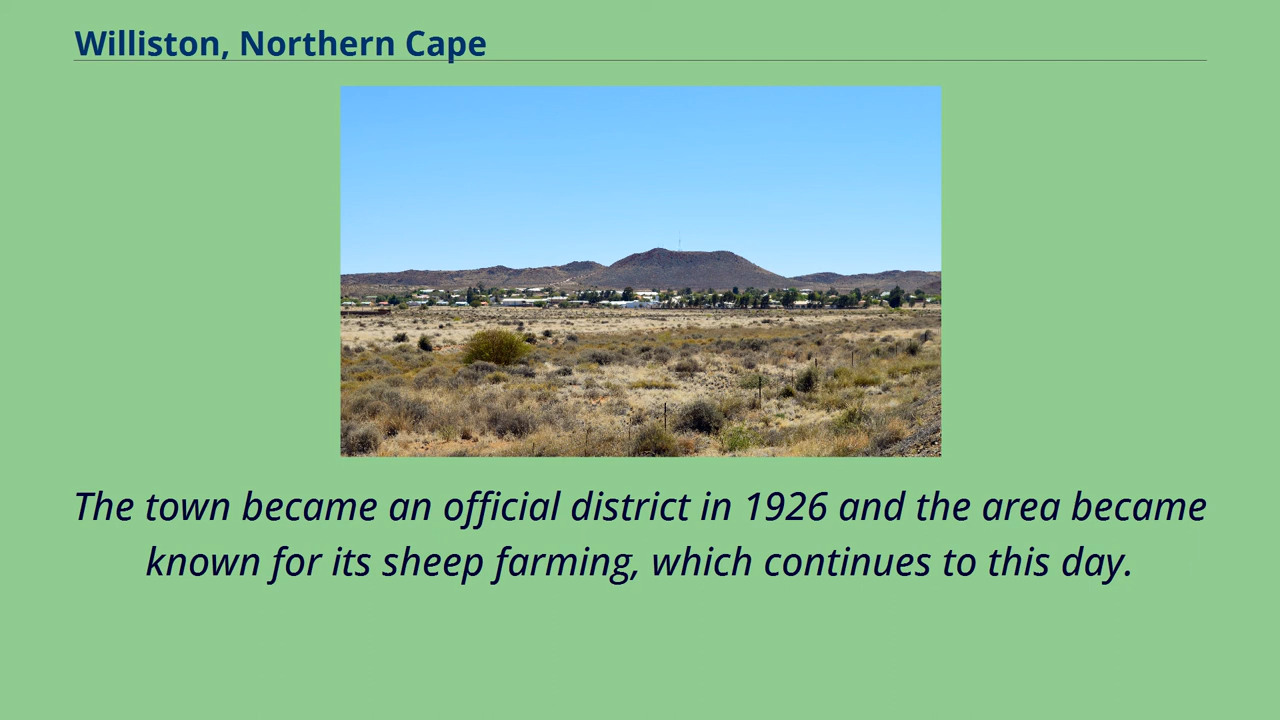 Williston, Northern Cape
The town became an official district in 1926 and the area became
known for its sheep farming, which continues to this day.